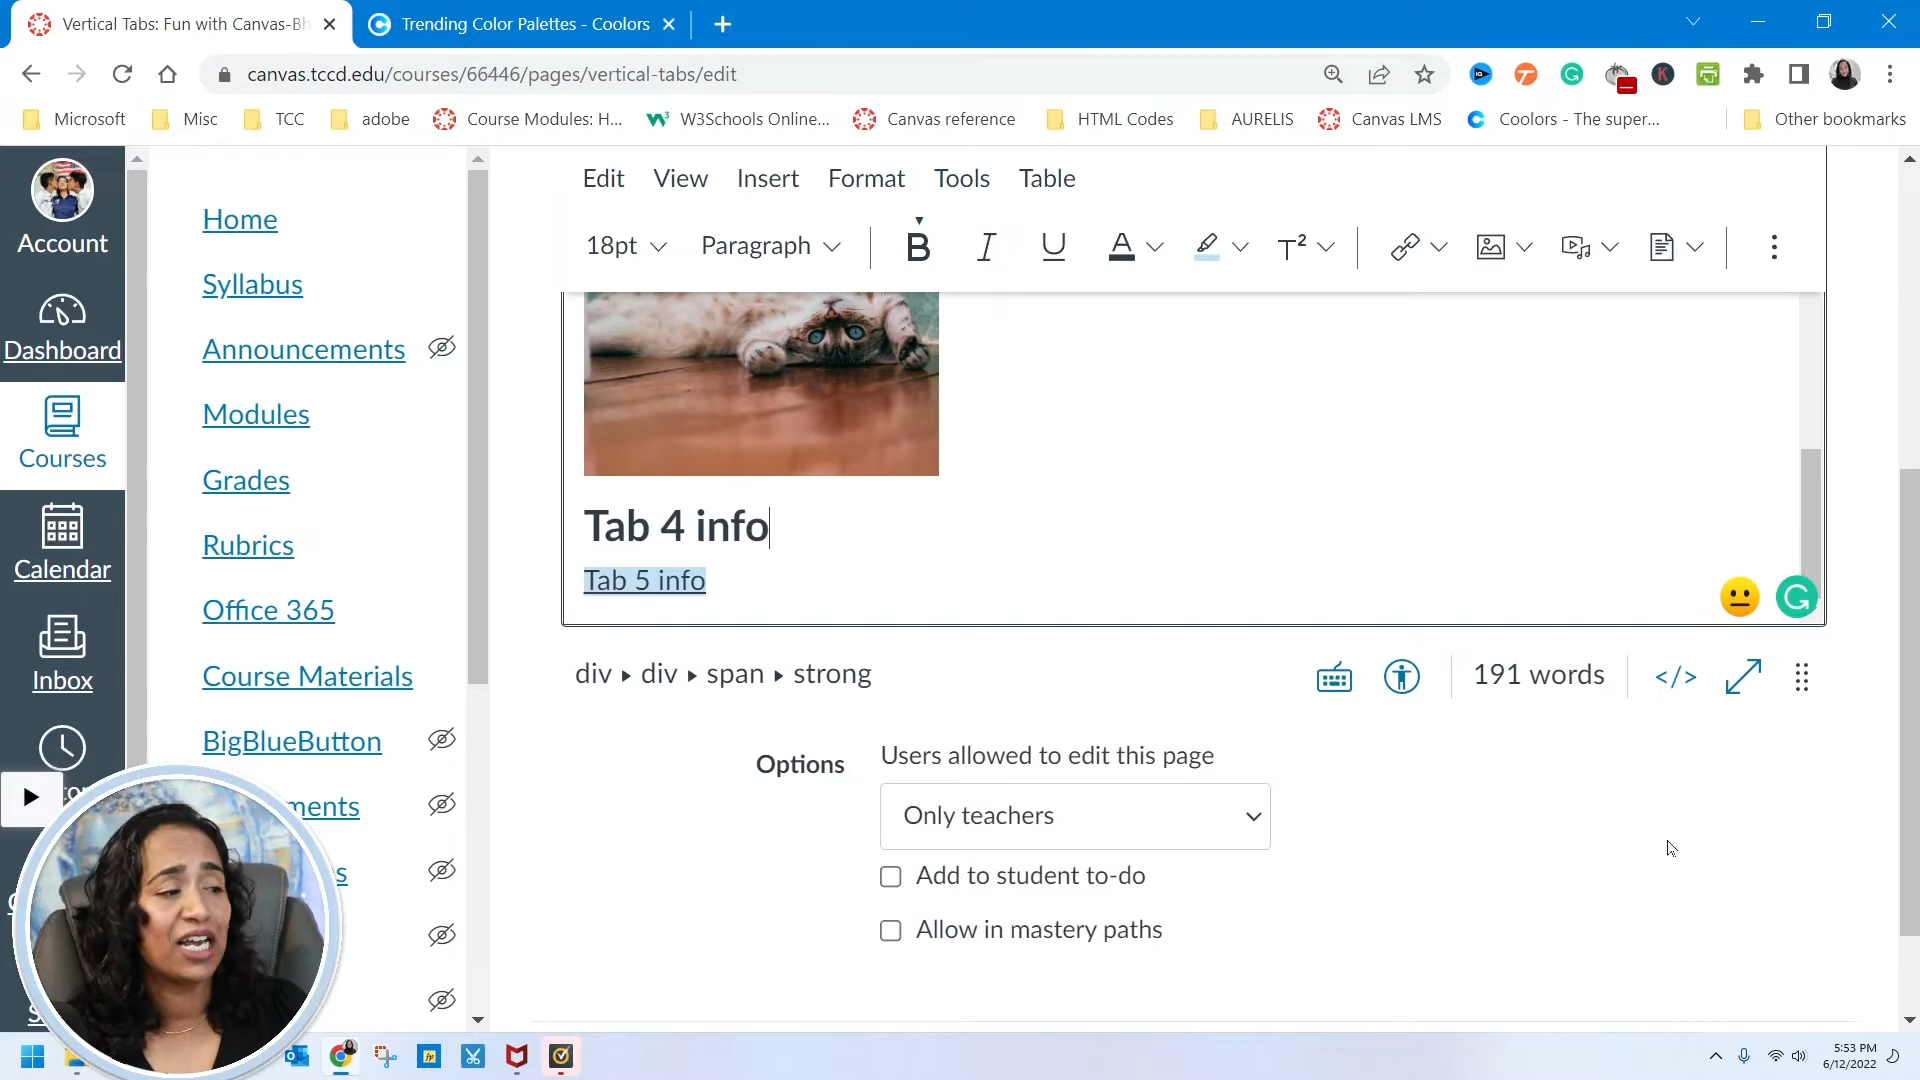 Vertical Tabs: Fun with Canvas-Bh
Trending Color Palettes - Coolors
canvas.tccd.edu/courses/66446/pages/vertical-tabs/edit
Microsoft Misc TCC adobe Course Modules: H... W3Schools Online... Canvas reference HTML Codes AURELIS Canvas LMS Coolors - The super... Other bookmarks
Account
Dashboard
Courses
Calendar
Inbox
Home
Syllabus
Announcements
Modules
Grades
Rubrics
Office 365
Course Materials
BigBlueButton
Edit View Insert Format Tools Table
18pt Paragraph B I U A T²
Tab 4 info
Tab 5 info
div ▸ div ▸ span ▸ strong
191 words </>
Options
Users allowed to edit this page
Only teachers
Add to student to-do
Allow in mastery paths
5:53 PM
6/12/2022